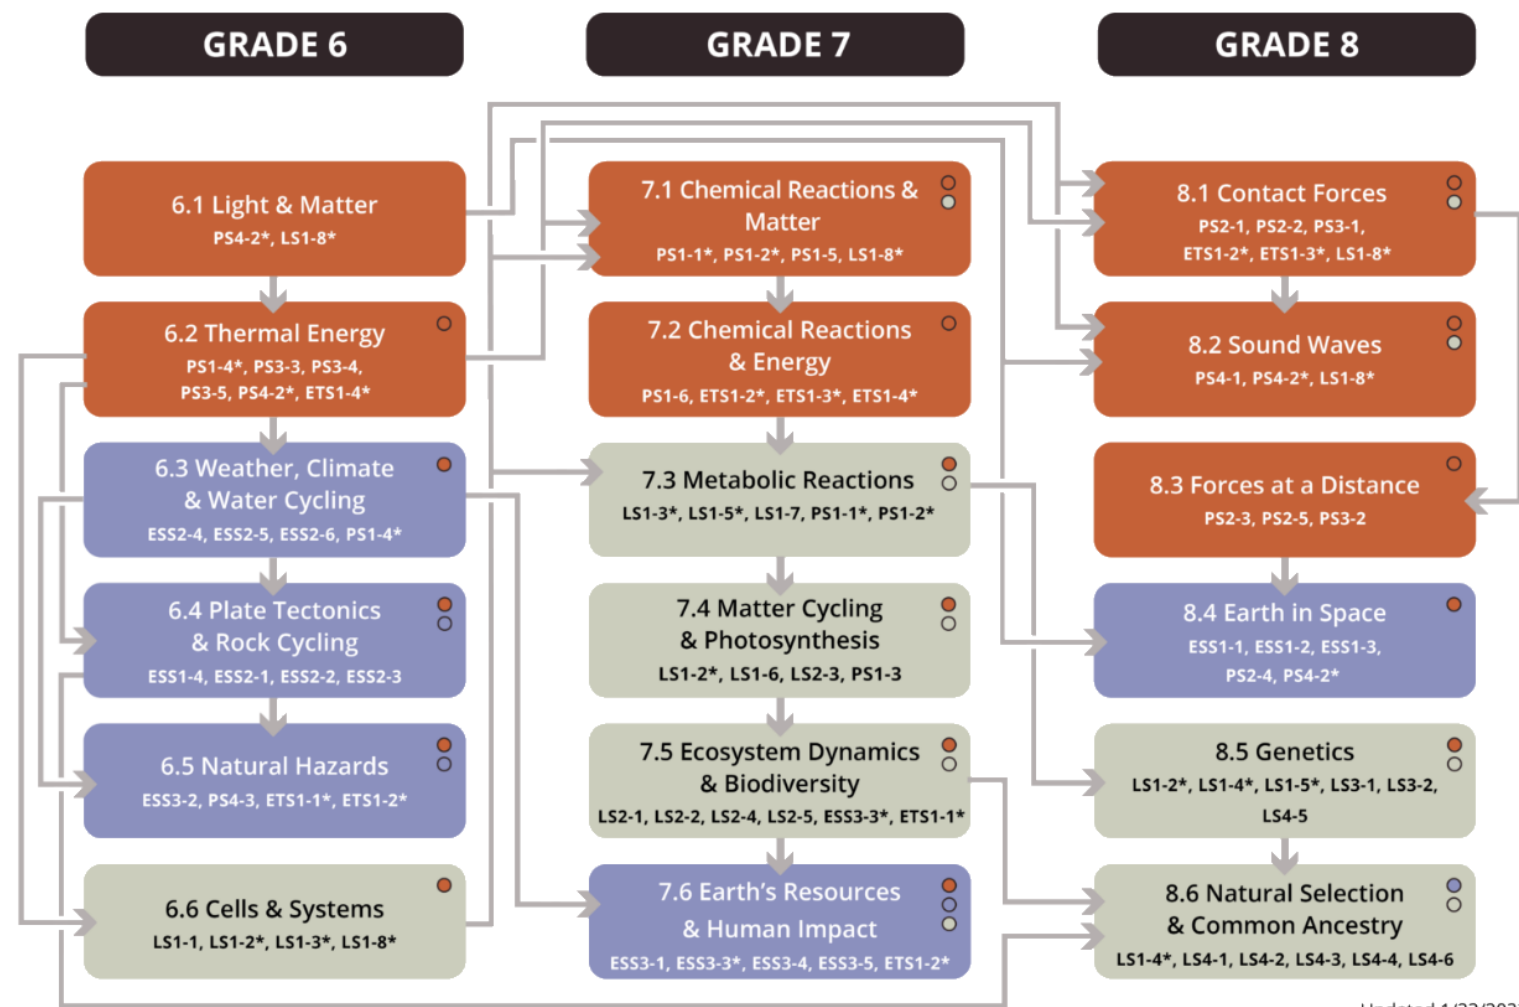 GRADE 6
6.1 Light & Matter
PS4-2*, LS1-8*
6.2 Thermal Energy
PS1-4*, PS3-3, PS3-4,
PS3-5, PS4-2*, ETS1-4*
6.3 Weather, Climate
& Water Cycling
ESS2-4, ESS2-5, ESS2-6, PS1-4*
6.4 Plate Tectonics
& Rock Cycling
ESS1-4, ESS2-1, ESS2-2, ESS2-3
6.5 Natural Hazards
ESS3-2, PS4-3, ETS1-1*, ETS1-2*
6.6 Cells & Systems
LS1-1, LS1-2*, LS1-3*, LS1-8*
GRADE 7
7.1 Chemical Reactions &
Matter
PS1-1*, PS1-2*, PS1-5, LS1-8*
7.2 Chemical Reactions
& Energy
PS1-6, ETS1-2*, ETS1-3*, ETS1-4*
7.3 Metabolic Reactions
LS1-3*, LS1-5*, LS1-7, PS1-1*, PS1-2*
7.4 Matter Cycling
& Photosynthesis
LS1-2*, LS1-6, LS2-3, PS1-3
7.5 Ecosystem Dynamics
& Biodiversity
LS2-1, LS2-2, LS2-4, LS2-5, ESS3-3*, ETS1-1*
7.6 Earth’s Resources
& Human Impact
ESS3-1, ESS3-3*, ESS3-4, ESS3-5, ETS1-2*
GRADE 8
8.1 Contact Forces
PS2-1, PS2-2, PS3-1,
ETS1-2*, ETS1-3*, LS1-8*
8.2 Sound Waves
PS4-1, PS4-2*, LS1-8*
8.3 Forces at a Distance
PS2-3, PS2-5, PS3-2
8.4 Earth in Space
ESS1-1, ESS1-2, ESS1-3,
PS2-4, PS4-2*
8.5 Genetics
LS1-2*, LS1-4*, LS1-5*, LS3-1, LS3-2,
LS4-5
8.6 Natural Selection
& Common Ancestry
LS1-4*, LS4-1, LS4-2, LS4-3, LS4-4, LS4-6
Updated